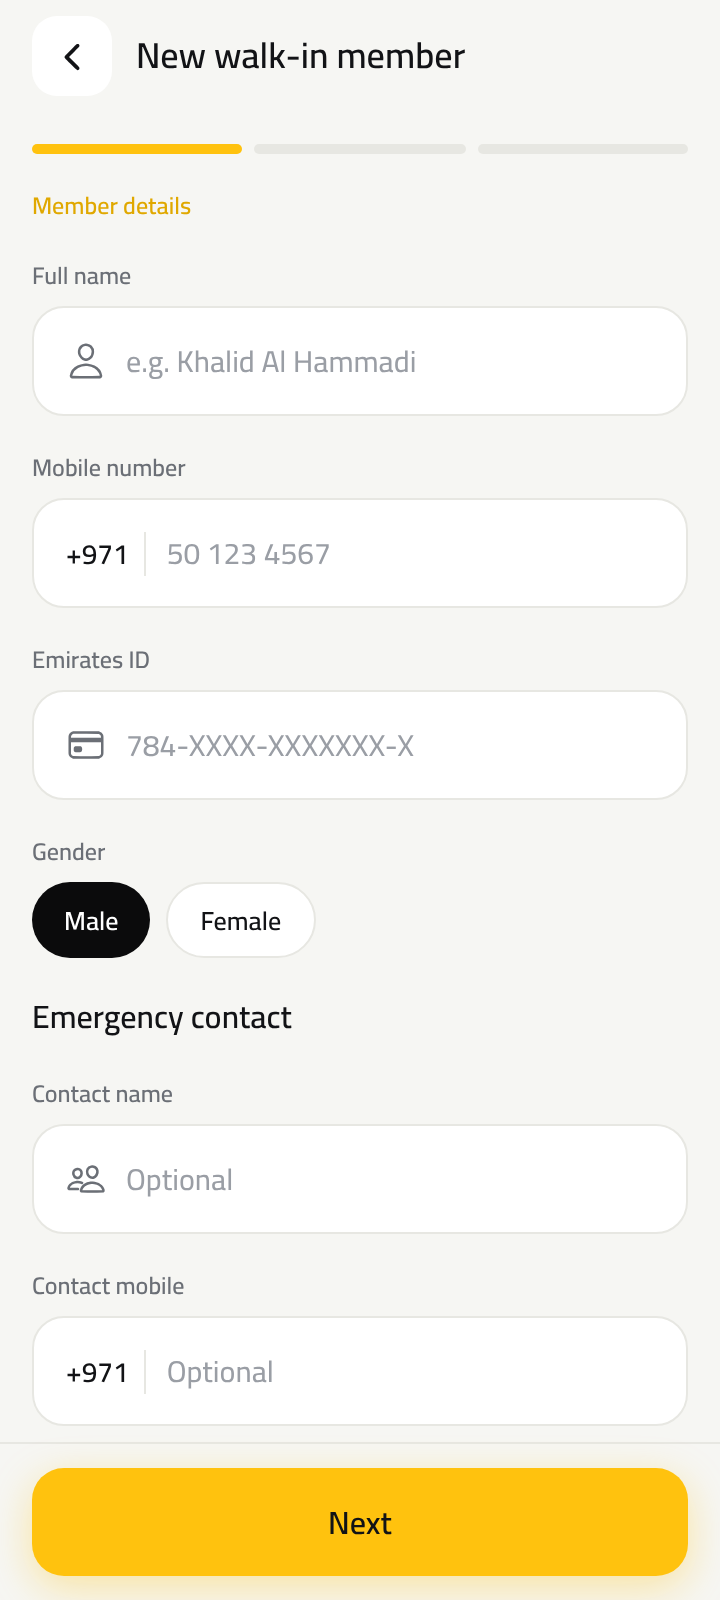 New walk-in member
Member details
Full name
e.g. Khalid Al Hammadi
Mobile number
+971 50 123 4567
Emirates ID
784-XXXX-XXXXXXX-X
Gender
Male Female
Emergency contact
Contact name
Optional
Contact mobile
+971 Optional
Next